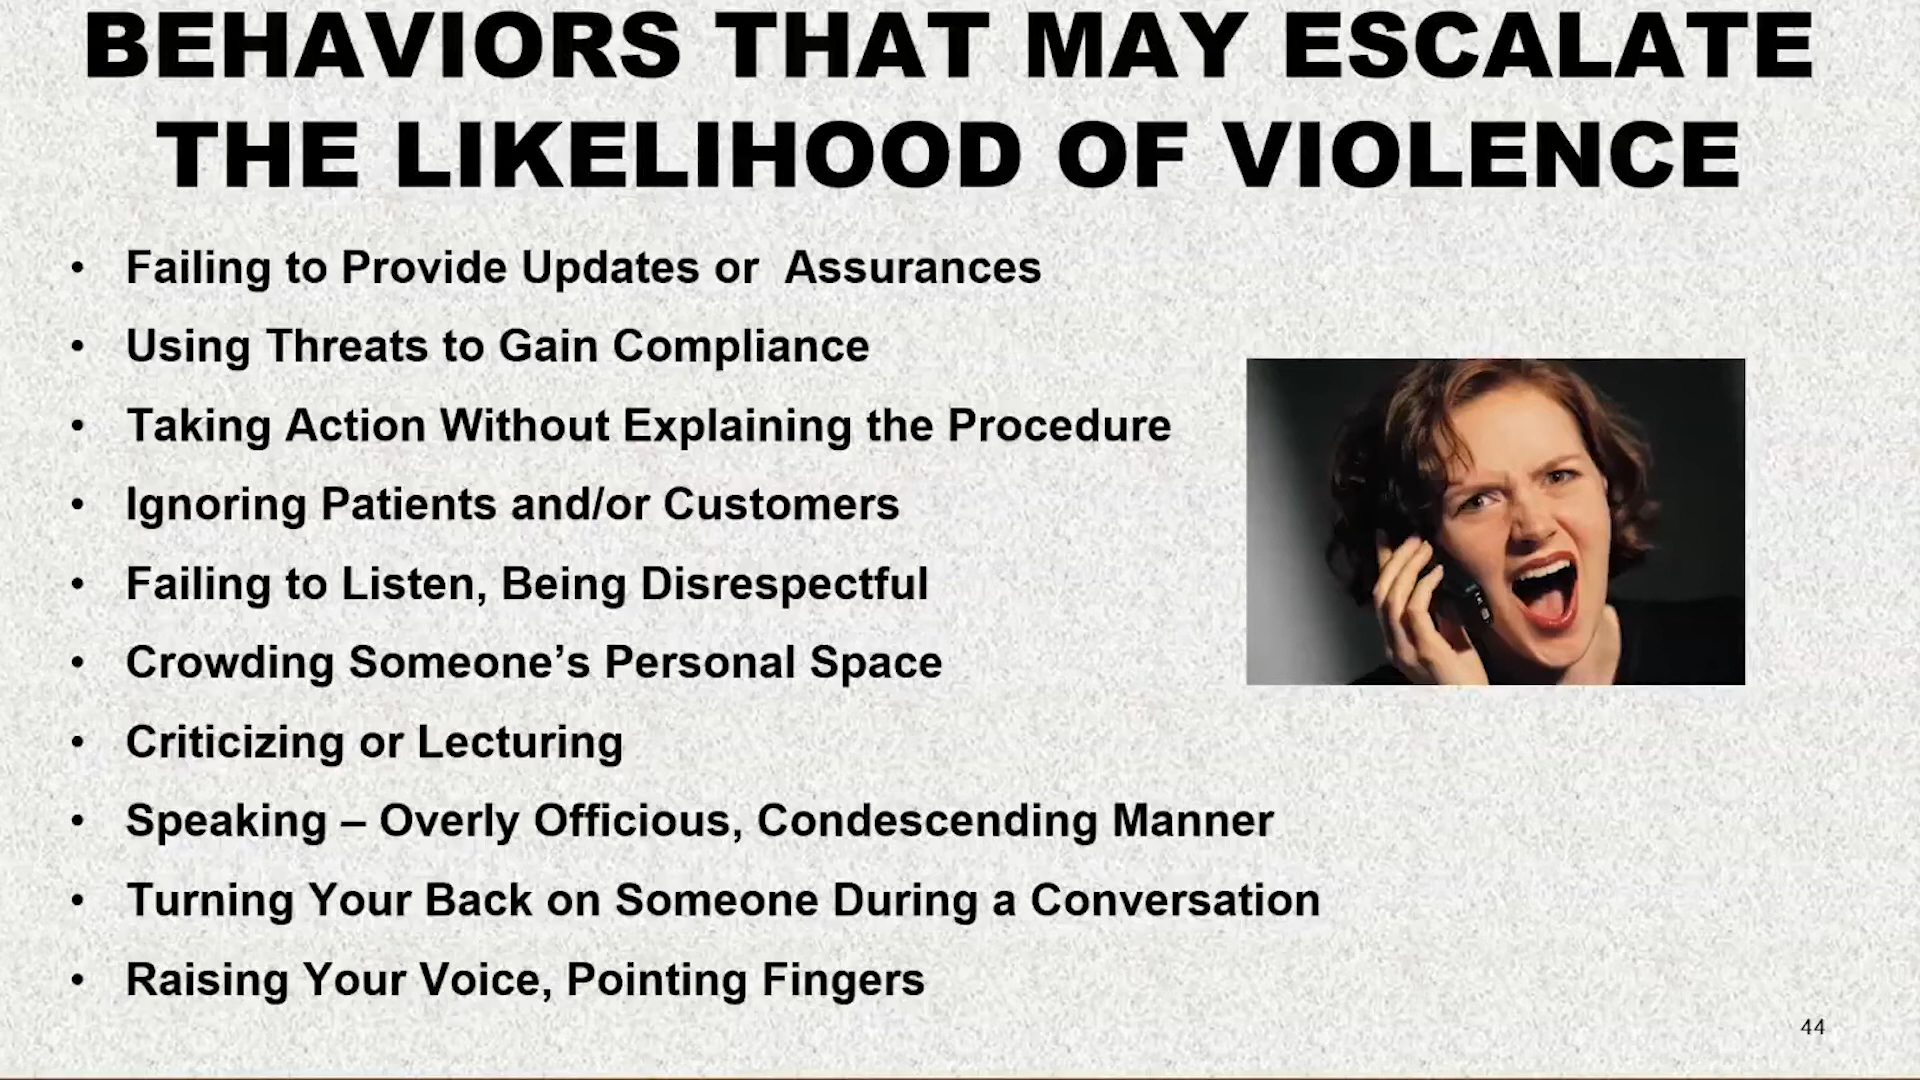 BEHAVIORS THAT MAY ESCALATE
THE LIKELIHOOD OF VIOLENCE
• Failing to Provide Updates or  Assurances
• Using Threats to Gain Compliance
• Taking Action Without Explaining the Procedure
• Ignoring Patients and/or Customers
• Failing to Listen, Being Disrespectful
• Crowding Someone’s Personal Space
• Criticizing or Lecturing
• Speaking – Overly Officious, Condescending Manner
• Turning Your Back on Someone During a Conversation
• Raising Your Voice, Pointing Fingers
44